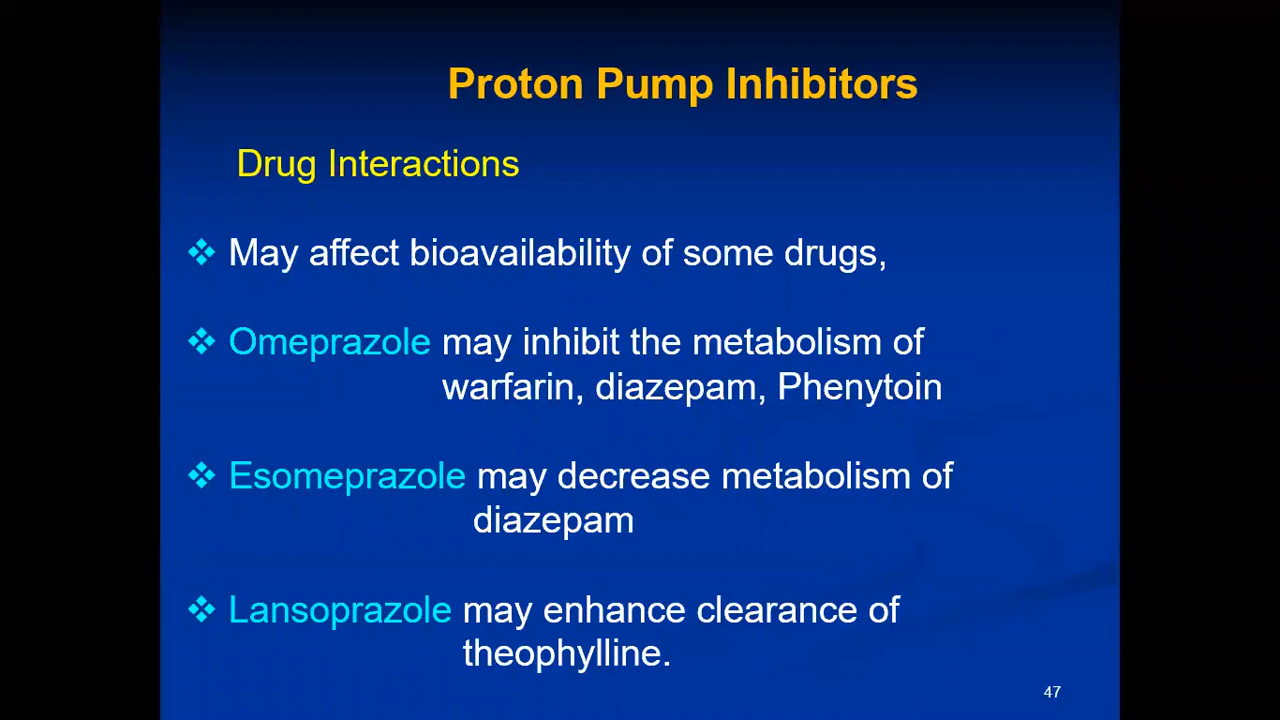 Proton Pump Inhibitors
Drug Interactions
❖ May affect bioavailability of some drugs,
❖ Omeprazole may inhibit the metabolism of
warfarin, diazepam, Phenytoin
❖ Esomeprazole may decrease metabolism of
diazepam
❖ Lansoprazole may enhance clearance of
theophylline.
47